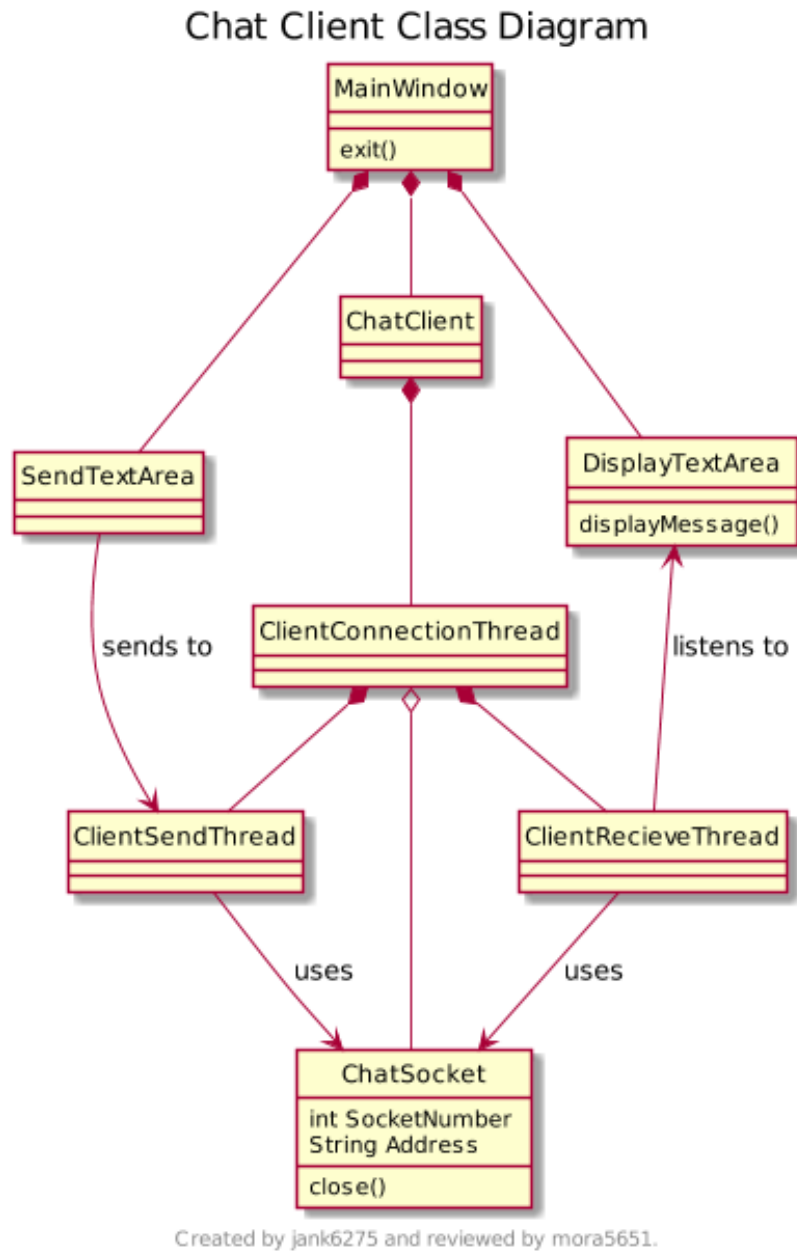 Chat Client Class Diagram
MainWindow
exit()
ChatClient
SendTextArea
DisplayTextArea
displayMessage()
sends to
ClientConnectionThread
listens to
ClientSendThread
ClientRecieveThread
uses
uses
ChatSocket
int SocketNumber
String Address
close()
Created by jank6275 and reviewed by mora5651.